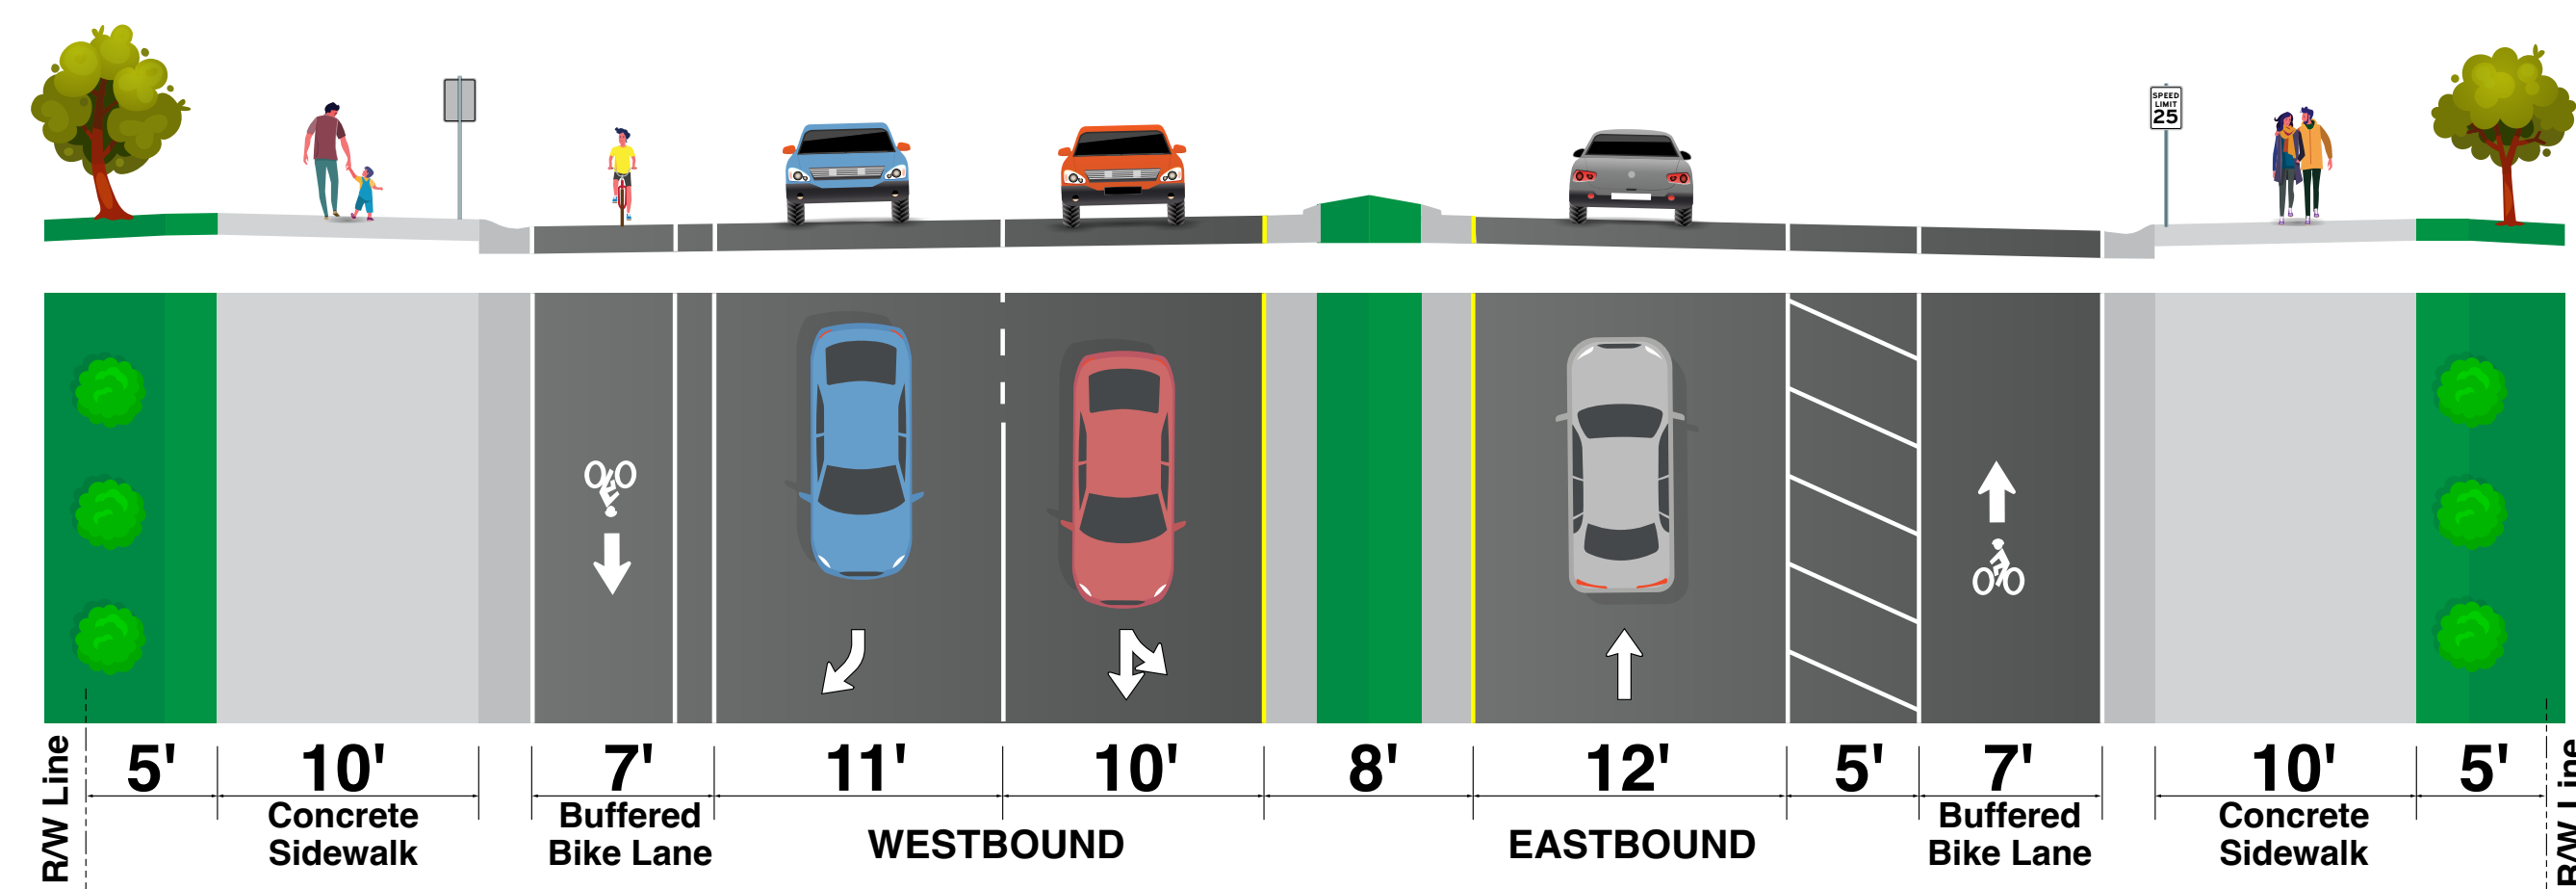 SPEED
LIMIT
25
5' 10' 7' 11' 10' 8' 12' 5' 7' 10' 5'
R/W Line
Concrete
Sidewalk
Buffered
Bike Lane
WESTBOUND
EASTBOUND
Buffered
Bike Lane
Concrete
Sidewalk
R/W Line